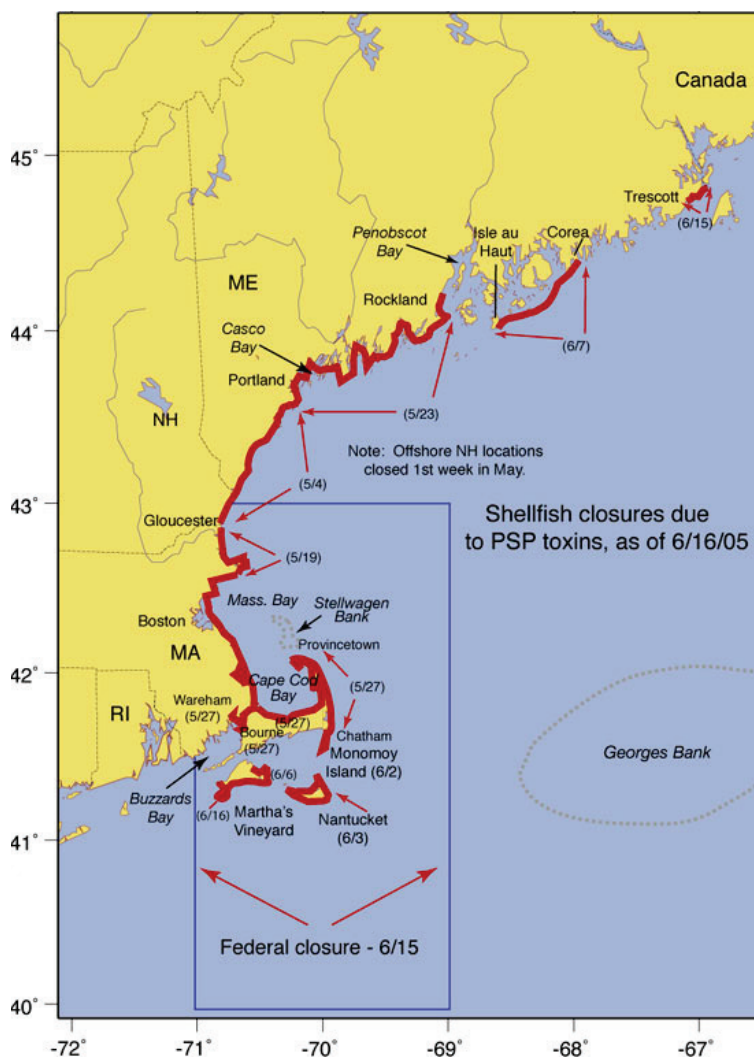 Canada
45°
Trescott
(6/15)
Penobscot
Bay
Isle au
Haut
Corea
ME
Rockland
44°
Casco
Bay
(6/7)
Portland
(5/23)
NH
Note: Offshore NH locations
closed 1st week in May.
(5/4)
43°
Gloucester
Shellfish closures due
to PSP toxins, as of 6/16/05
(5/19)
Mass. Bay
Stellwagen
Bank
Boston
Provincetown
42°
MA
Cape Cod
Bay
(5/27)
Wareham
(5/27)
RI
(5/27)
Bourne
(5/27)
Chatham
Monomoy
Island (6/2)
Georges Bank
(6/6)
Buzzards
Bay
(6/16)
Martha's
Vineyard
Nantucket
(6/3)
41°
Federal closure - 6/15
40°
-72 -71 -70 -69 -68 -67